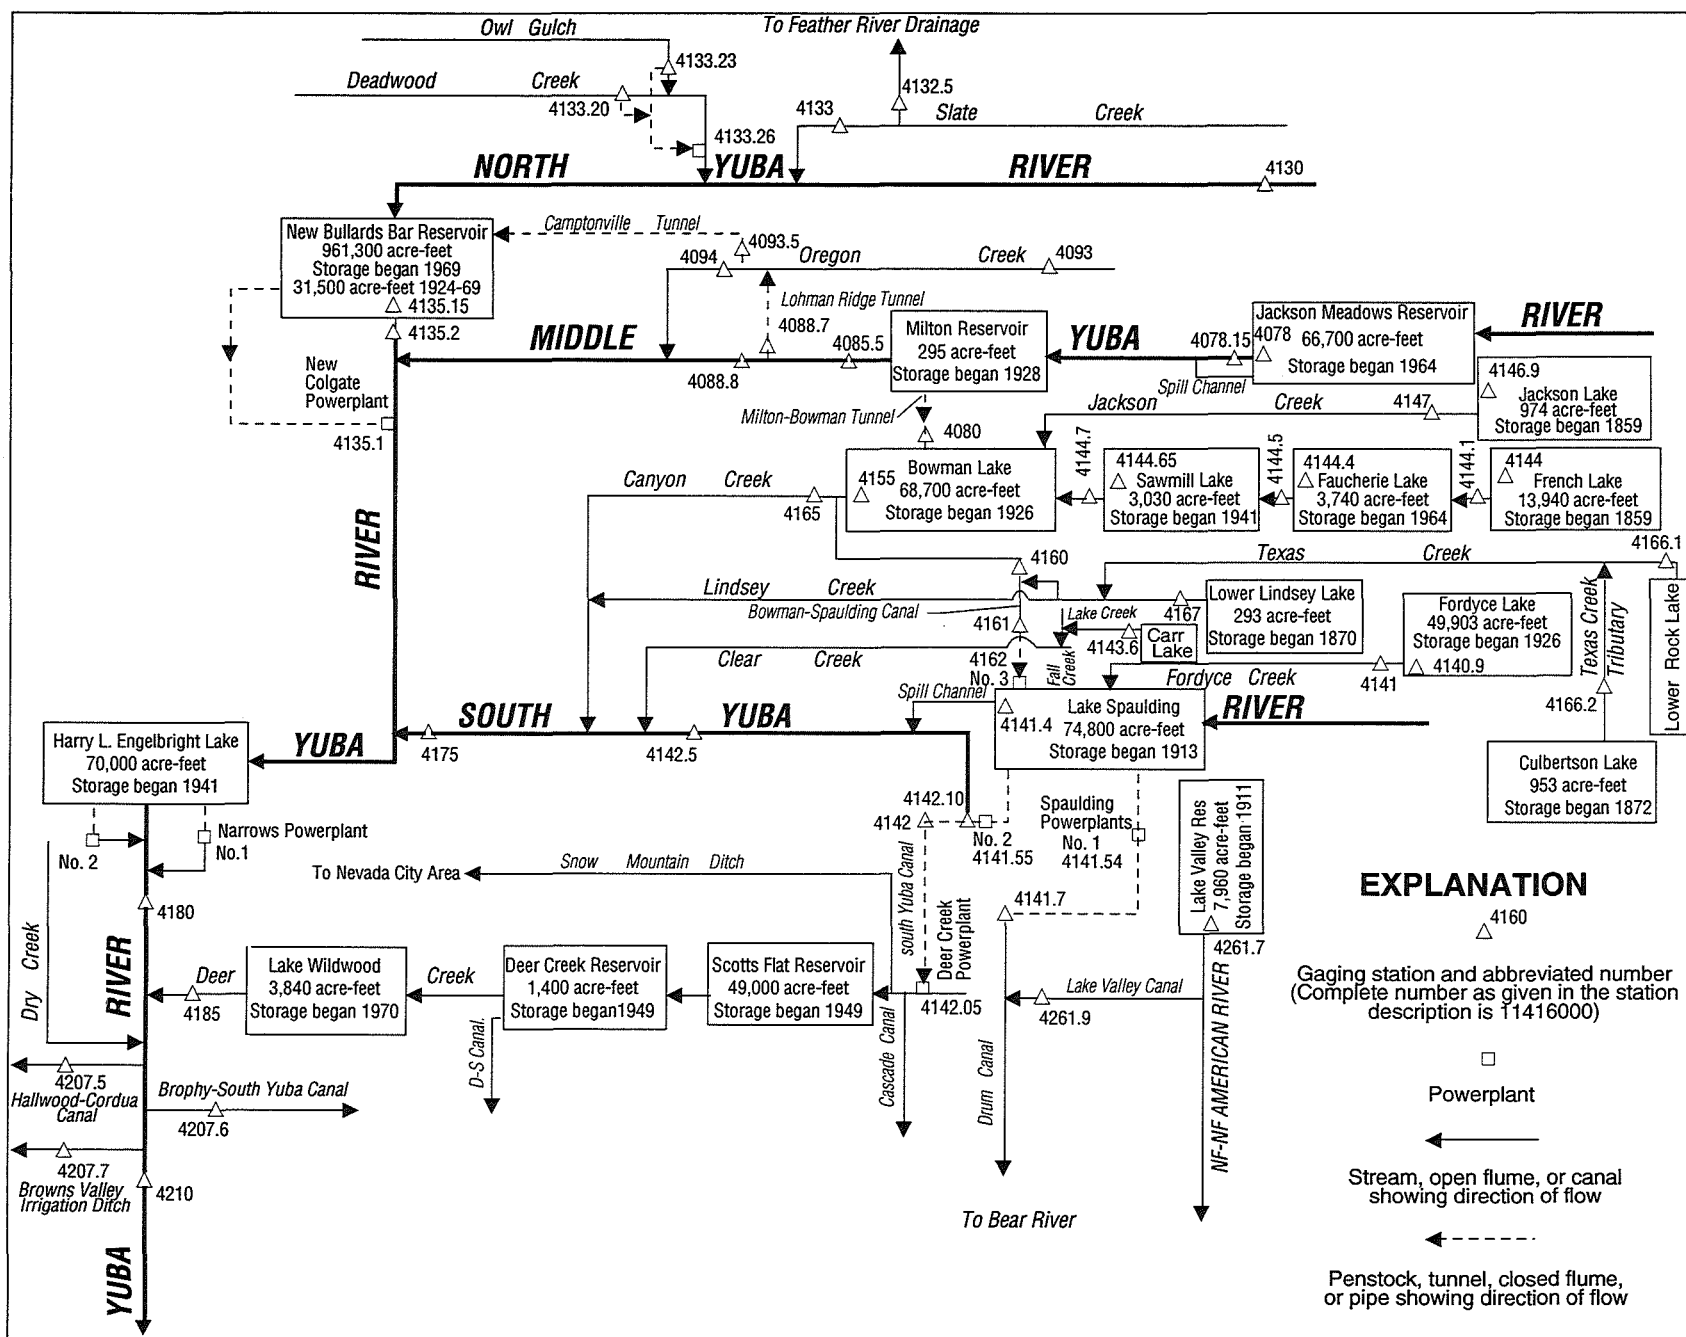 Owl Gulch
To Feather River Drainage
4133.23
Deadwood Creek
4133.20
4132.5
4133
Slate Creek
4133.26
NORTH YUBA RIVER
4130
New Bullards Bar Reservoir
961,300 acre-feet
Storage began 1969
31,500 acre-feet 1924-69
4135.15
4135.2
Camptonville Tunnel
4093.5
4094
Oregon Creek
4093
Lohman Ridge Tunnel
4088.7
4085.5
MIDDLE
4088.8
Milton Reservoir
295 acre-feet
Storage began 1928
YUBA
4078.15
4078
Jackson Meadows Reservoir
66,700 acre-feet
Storage began 1964
RIVER
Spill Channel
New
Colgate
Powerplant
4135.1
Milton-Bowman Tunnel
4080
Jackson Creek
4147
4146.9
Jackson Lake
974 acre-feet
Storage began 1859
Canyon Creek
4165
4155
Bowman Lake
68,700 acre-feet
Storage began 1926
4144.7
4144.65
Sawmill Lake
3,030 acre-feet
Storage began 1941
4144.5
4144.4
Faucherie Lake
3,740 acre-feet
Storage began 1964
4144.1
4144
French Lake
13,940 acre-feet
Storage began 1859
RIVER
4160
Texas Creek
4166.1
Lindsey Creek
Bowman-Spaulding Canal
4161
Lake Creek
4167
Lower Lindsey Lake
293 acre-feet
Storage began 1870
Fordyce Lake
49,903 acre-feet
Storage began 1926
4140.9
Texas Creek
Tributary
4166.2
Lower Rock Lake
4143.6
Carr
Lake
Clear Creek
4162
No. 3
Fall
Creek
Fordyce Creek
4141
Spill Channel
4141.4
Lake Spaulding
74,800 acre-feet
Storage began 1913
RIVER
SOUTH YUBA
4175
4142.5
Harry L. Engelbright Lake
70,000 acre-feet
Storage began 1941
YUBA
Culbertson Lake
953 acre-feet
Storage began 1872
4142.10
4142
No. 2
4141.55
Spaulding
Powerplants
No. 1
4141.54
Lake Valley Res
7,960 acre-feet
Storage began 1911
4261.7
Narrows Powerplant
No.1
No. 2
To Nevada City Area
Snow Mountain Ditch
south Yuba Canal
4141.7
4180
Dry Creek
RIVER
Deer
4185
Lake Wildwood
3,840 acre-feet
Storage began 1970
Creek
Deer Creek Reservoir
1,400 acre-feet
Storage began1949
Scotts Flat Reservoir
49,000 acre-feet
Storage began 1949
Deer Creek
Powerplant
4142.05
Lake Valley Canal
4261.9
D-S Canal.
Cascade Canal
Drum Canal
NF-NF AMERICAN RIVER
4207.5
Hallwood-Cordua
Canal
Brophy-South Yuba Canal
4207.6
4207.7
Browns Valley
Irrigation Ditch
4210
To Bear River
YUBA
EXPLANATION
4160
Gaging station and abbreviated number
(Complete number as given in the station
description is 11416000)
Powerplant
Stream, open flume, or canal
showing direction of flow
Penstock, tunnel, closed flume,
or pipe showing direction of flow